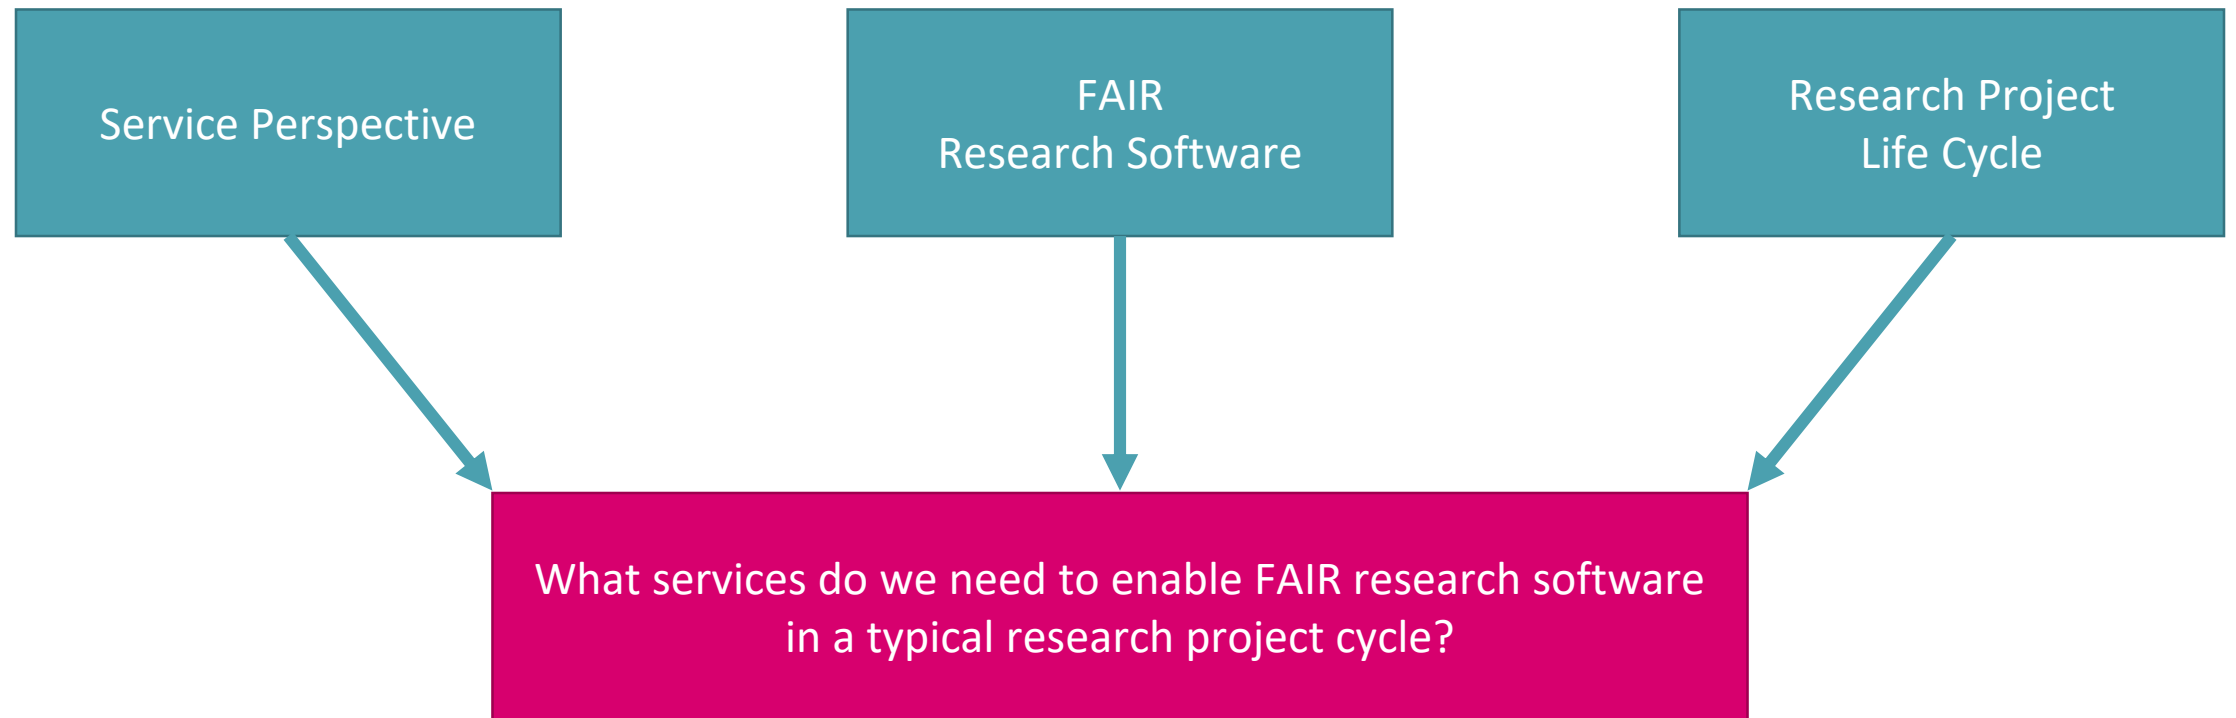 Service Perspective
FAIR
Research Software
Research Project
Life Cycle
What services do we need to enable FAIR research software
in a typical research project cycle?